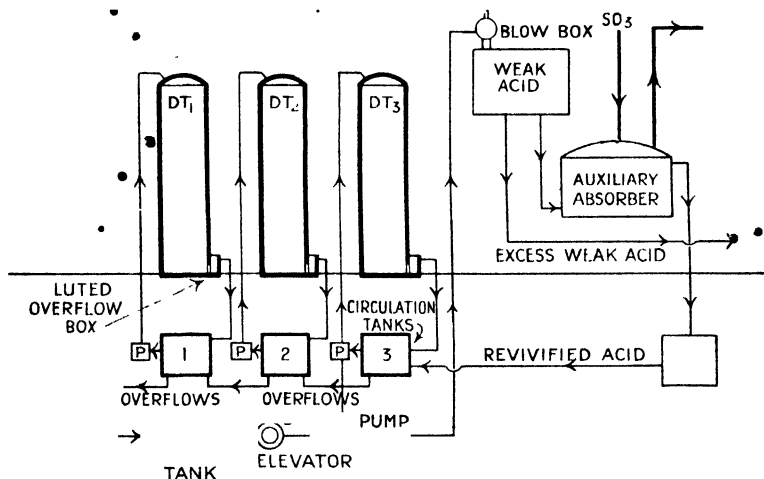 BLOW BOX
SO₃
WEAK
ACID
DT₁
DT₂
DT₃
AUXILIARY
ABSORBER
EXCESS WEAK ACID
LUTED
OVERFLOW
BOX
CIRCULATION
TANKS
P
1
P
2
P
3
REVIVIFIED ACID
OVERFLOWS
OVERFLOWS
PUMP
ELEVATOR
TANK